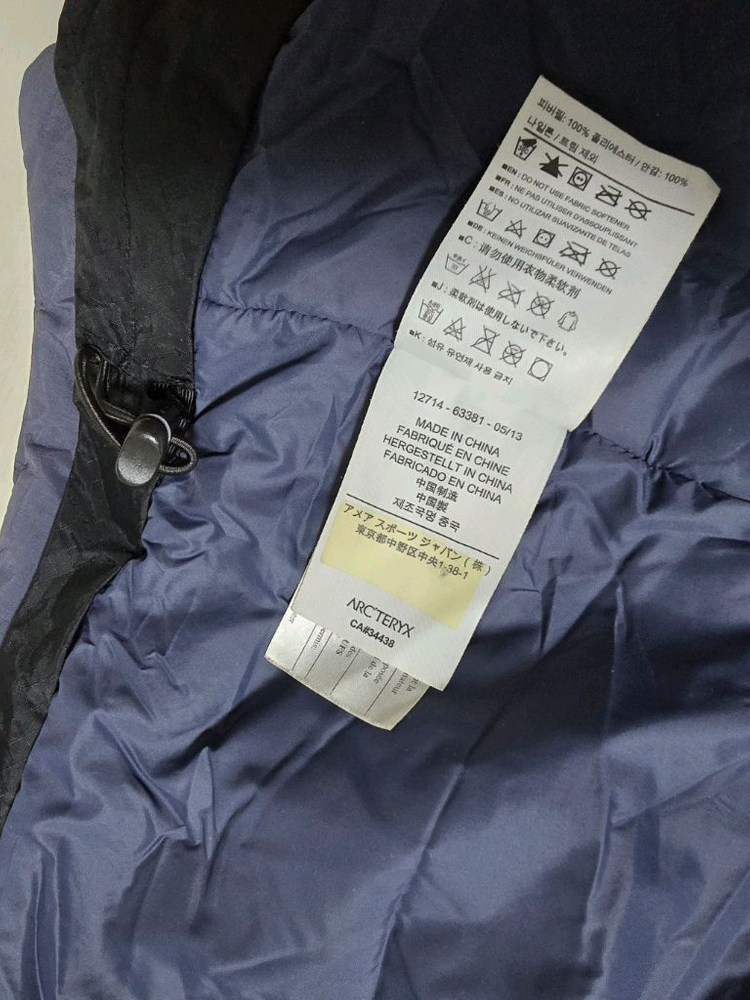 피버필: 100% 폴리에스터 / 안감: 100%
나일론 / 트림 제외
■EN : DO NOT USE FABRIC SOFTENER
■FR : NE PAS UTILISER D'ASSOUPLISSANT
■ES : NO UTILIZAR SUAVIZANTE DE TELAS
■DE : KEINEN WEICHSPÜLER VERWENDEN
■C : 请勿使用衣物柔软剂
■J : 柔軟剤は使用しないで下さい。
■K : 섬유 유연제 사용 금지
12714 - 63381 - 05/13
MADE IN CHINA
FABRIQUÉ EN CHINE
HERGESTELLT IN CHINA
FABRICADO EN CHINA
中国制造
中国製
제조국명 중국
アメア スポーツ ジャパン ( 株 )
東京都中野区中央1-38-1
ARC'TERYX
CA#34438